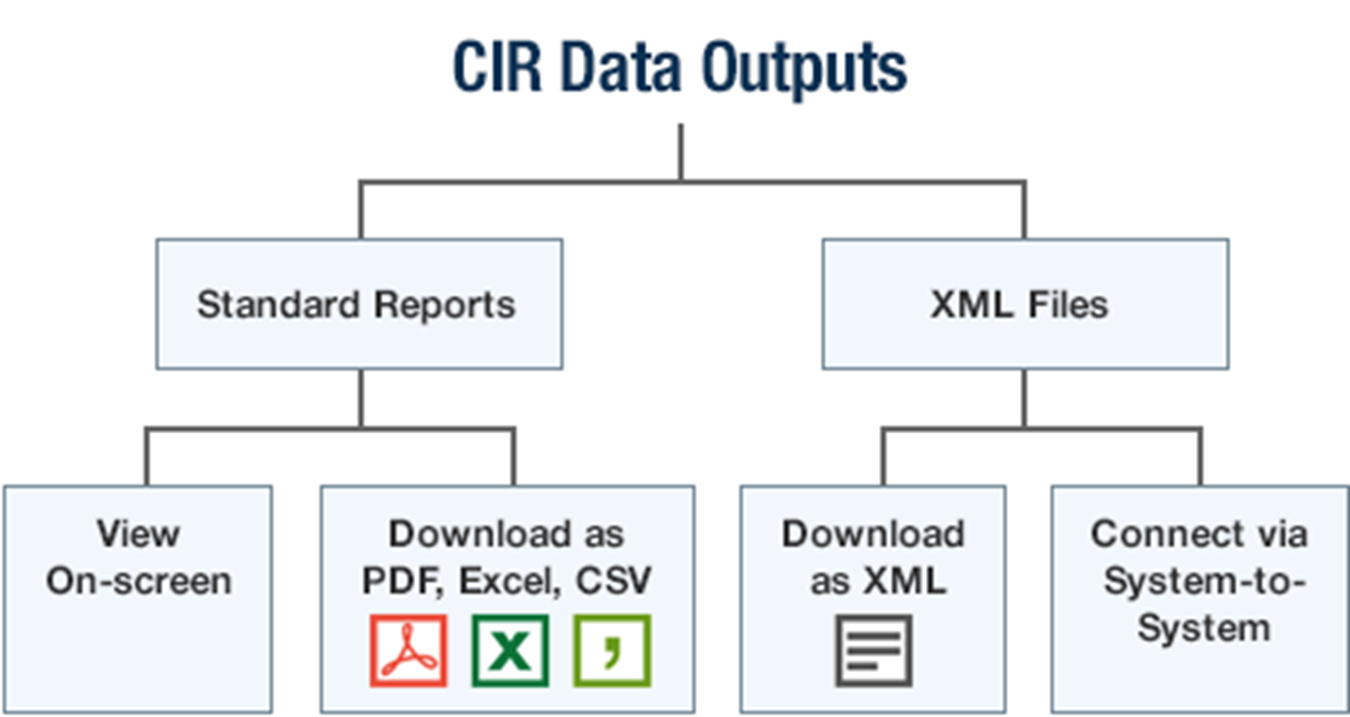 CIR Data Outputs
Standard Reports
XML Files
View
On-screen
Download as
PDF, Excel, CSV
Download
as XML
Connect via
System-to-
System